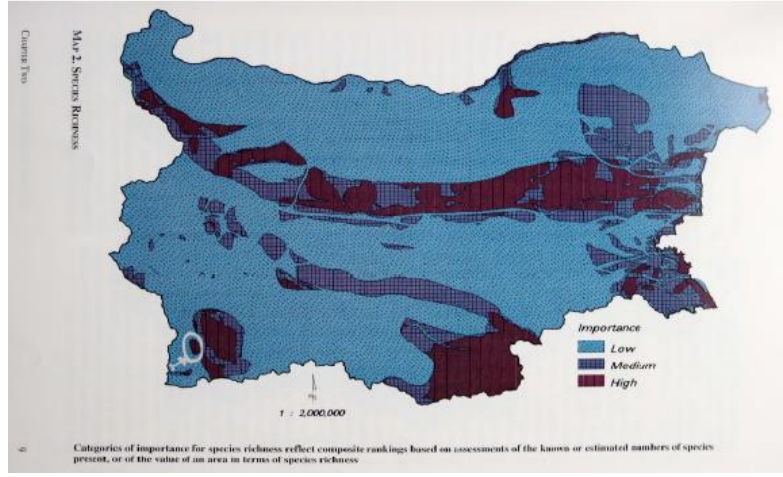 CHAPTER TWO
MAP 2. SPECIES RICHNESS
Importance
Low
Medium
High
1 : 2,000,000
Categories of importance for species richness reflect composite rankings based on assessments of the known or estimated numbers of species
present, or of the value of an area in terms of species richness
9